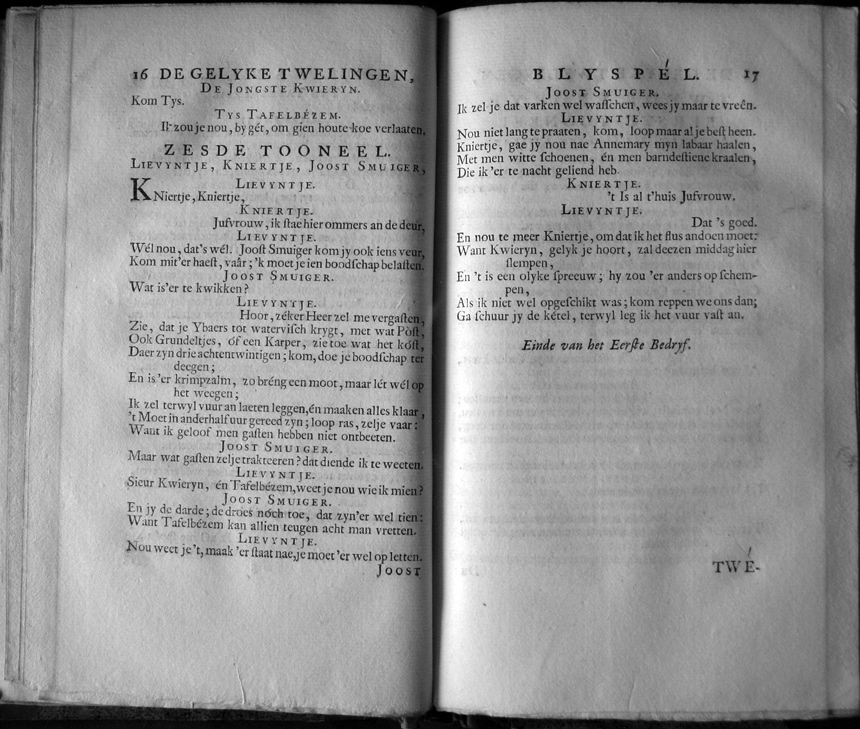 16 DE GELYKE TWELINGEN,
De Jongste Kwieryn.
Kom Tys.
Tys Tafelbézem.
Ik zou je nou, by gét, om gien houte koe verlaaten.
ZESDE TOONEEL.
Lievyntje, Kniertje, Joost Smuiger,
Lievyntje.
KNiertje, Kniertje,
Kniertje.
Jufvrouw, ik ſtae hier ommers an de deur,
Lievyntje.
Wél nou, dat's wél. Jooſt Smuiger kom jy ook iens veur,
Kom mit'er haeſt, vaâr; 'k moet je ien boodſchap belaſten.
Joost Smuiger.
Wat is'er te kwikken?
Lievyntje.
Hoor, zéker Heer zel me vergaſten,
Zie, dat je Ybaers tot waterviſch krygt, met wat Pòſt,
Ook Grundeltjes, óf een Karper, zie toe wat het kóſt,
Daer zyn drie achtentwintigen; kom, doe je boodſchap ter
deegen;
En is 'er krimpzalm, zo bréng een moot, maar lét wél op
het weegen;
Ik zel terwyl vuur an laeten leggen, én maaken alles klaar,
't Moet in anderhalf uur gereed zyn; loop ras, zelje vaar:
Want ik geloof men gaſten hebben niet ontbeeten.
Joost Smuiger.
Maar wat gaſten zelje trakteeren? dat diende ik te weeten.
Lievyntje.
Sieur Kwieryn, én Tafelbézem, weet je nou wie ik mien?
Joost Smuiger.
En jy de darde; de droes nóch toe, dat zyn'er wel tien:
Want Tafelbézem kan allien teugen acht man vretten.
Lievyntje.
Nou weet je 't, maak 'er ſtaat nae, je moet 'er wel op letten.
Joost
BLYSPÉL. 17
Joost Smuiger.
Ik zel je dat varken wel waſſchen, wees jy maar te vreên.
Lievyntje.
Nou niet lang te praaten, kom, loop maar al je beſt heen.
Kniertje, gae jy nou nae Annemary myn labaar haalen,
Met men witte ſchoenen, én men barndeſtiene kraalen,
Die ik 'er te nacht geliend heb.
Kniertje.
't Is al t'huis Jufvrouw.
Lievyntje.
Dat 's goed.
En nou te meer Kniertje, om dat ik het flus andoen moet:
Want Kwieryn, gelyk je hoort, zal deezen middag hier
ſlempen,
En 't is een olyke ſpreeuw; hy zou 'er anders op ſchem-
pen,
Als ik niet wel opgeſchikt was; kom reppen we ons dan;
Ga ſchuur jy de kétel, terwyl leg ik het vuur vaſt an.
Einde van het Eerſte Bedryf.
TWÉ-